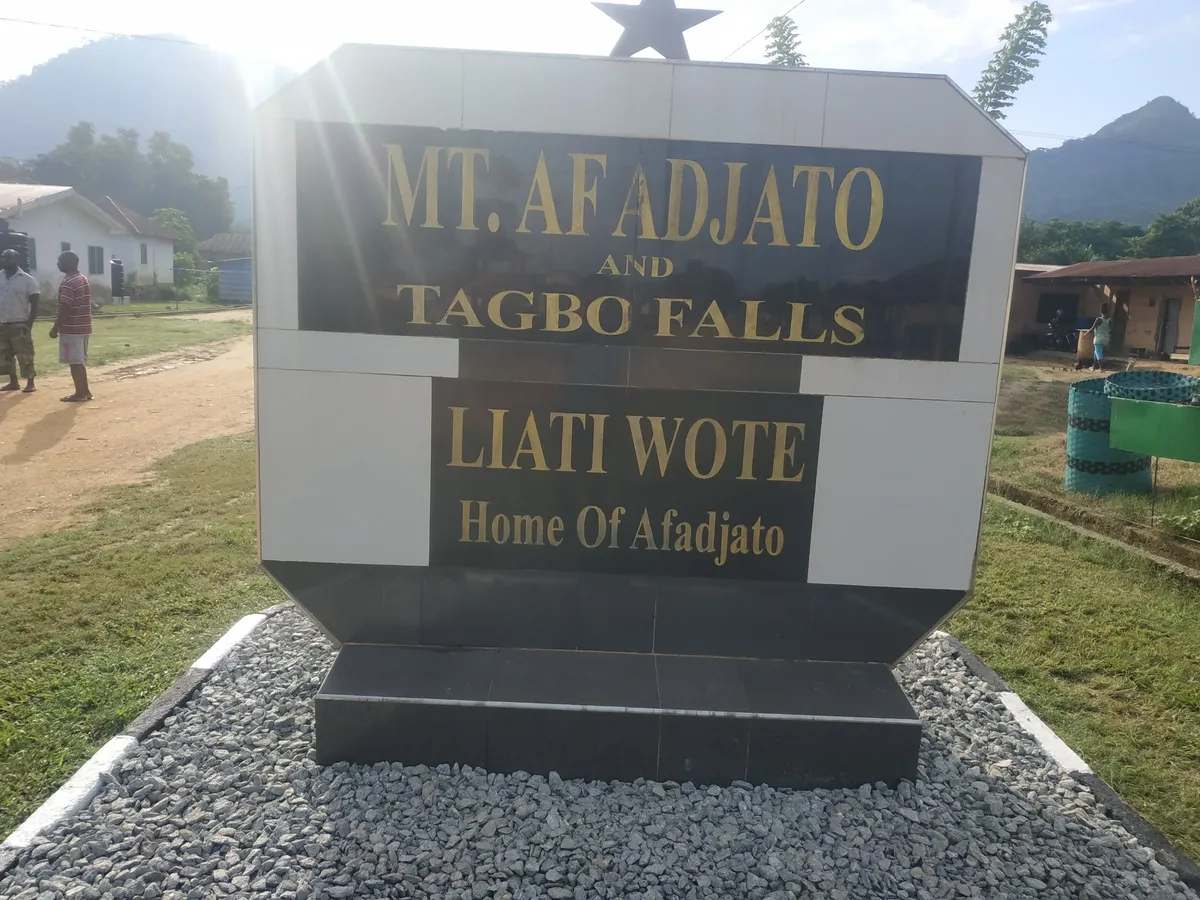 MT. AFADJATO
AND
TAGBO FALLS
LIATI WOTE
Home Of Afadjato